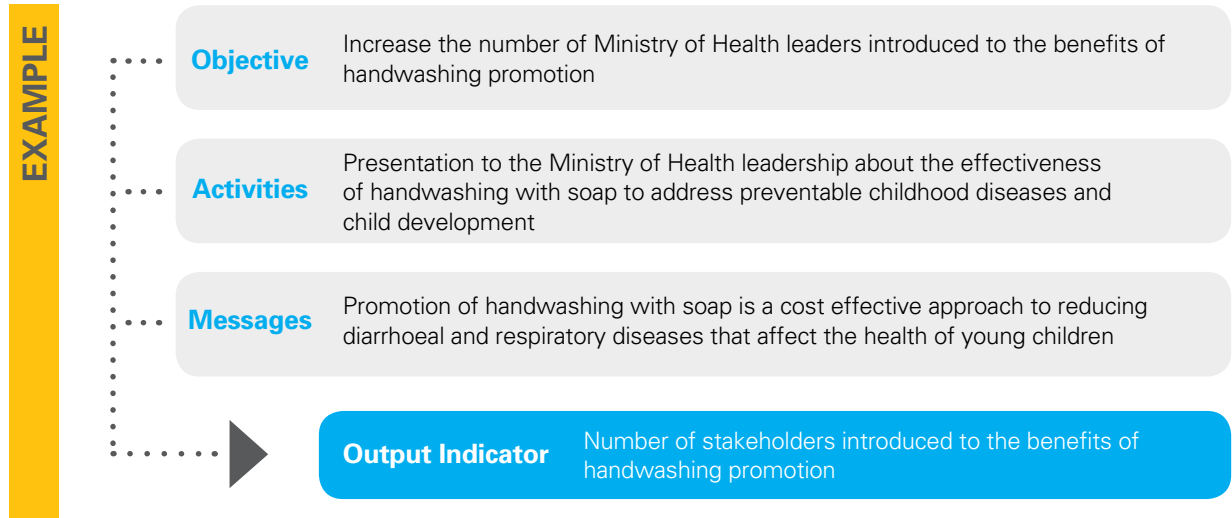 EXAMPLE
Objective
Increase the number of Ministry of Health leaders introduced to the benefits of
handwashing promotion
Activities
Presentation to the Ministry of Health leadership about the effectiveness
of handwashing with soap to address preventable childhood diseases and
child development
Messages
Promotion of handwashing with soap is a cost effective approach to reducing
diarrhoeal and respiratory diseases that affect the health of young children
Output Indicator
Number of stakeholders introduced to the benefits of
handwashing promotion